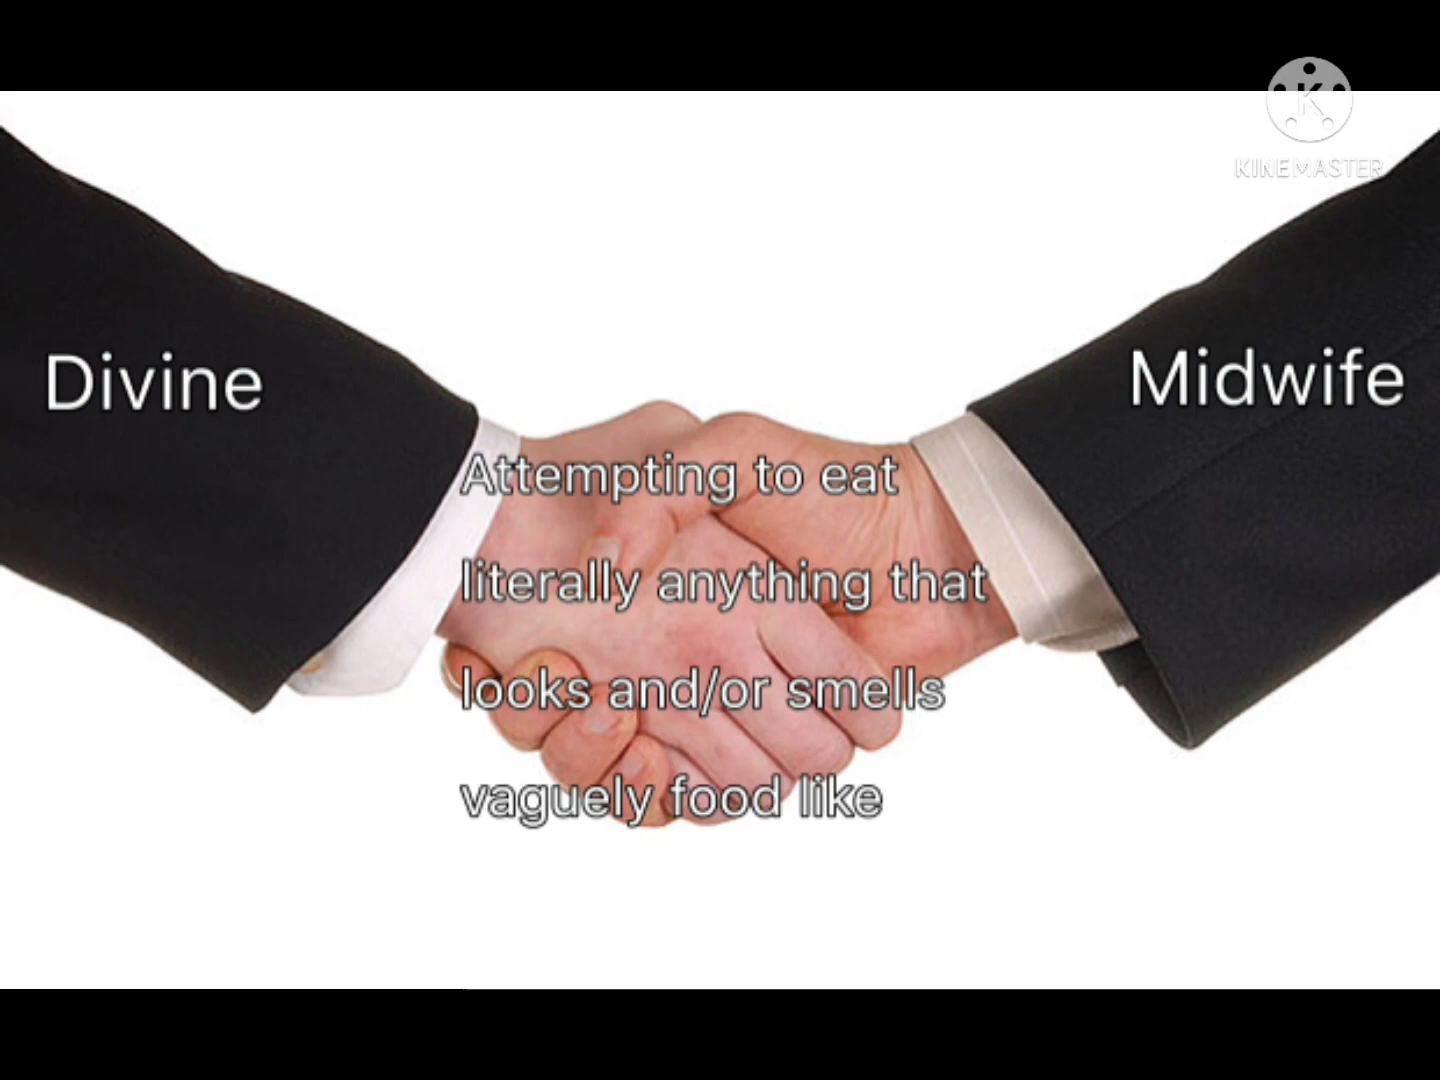 K
KINEMASTER
Divine
Midwife
Attempting to eat
literally anything that
looks and/or smells
vaguely food like